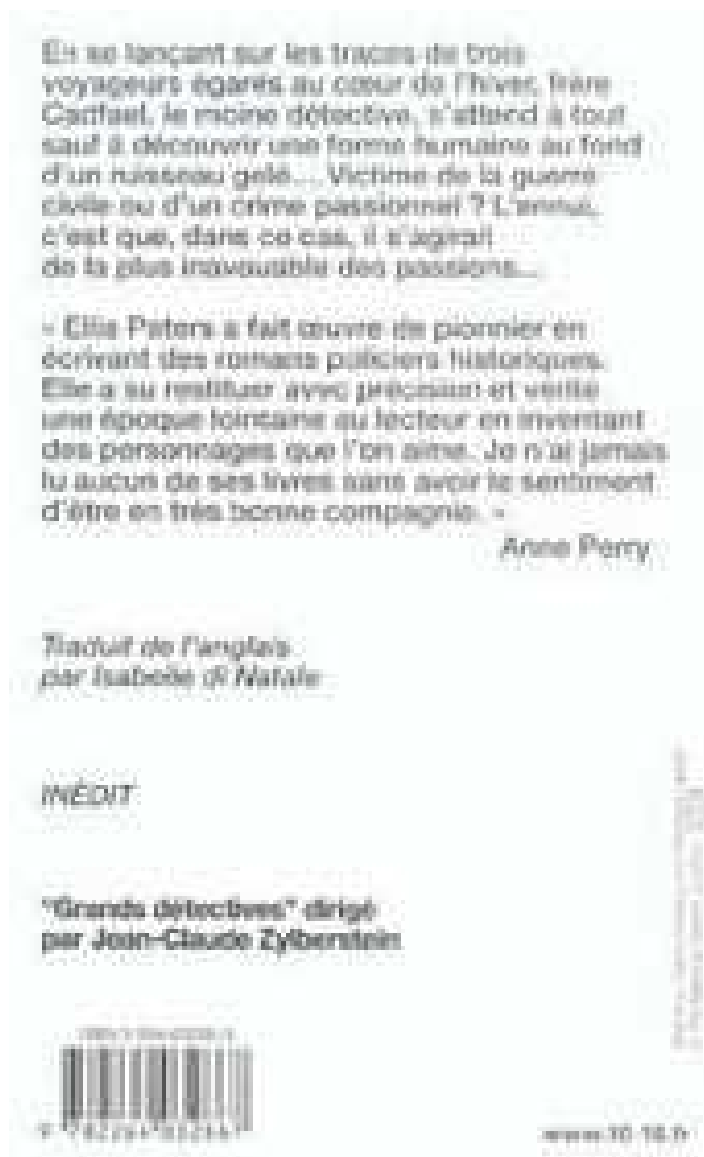 En se lançant sur les traces de trois
voyageurs égarés au cœur de l'hiver, frère
Cadfael, le moine détective, s'attend à tout
sauf à découvrir une forme humaine au fond
d'un ruisseau gelé... Victime de la guerre
civile ou d'un crime passionnel ? L'ennui,
c'est que, dans ce cas, il s'agirait
de la plus inavouable des passions...
« Ellis Peters a fait œuvre de pionnier en
écrivant des romans policiers historiques.
Elle a su restituer avec précision et vérité
une époque lointaine au lecteur en inventant
des personnages que l'on aime. Je n'ai jamais
lu aucun de ses livres sans avoir le sentiment
d'être en très bonne compagnie. »
Anne Perry
Traduit de l'anglais
par Isabelle di Natale
INÉDIT
"Grands détectives" dirigé
par Jean-Claude Zylberstein
www.10-18.fr